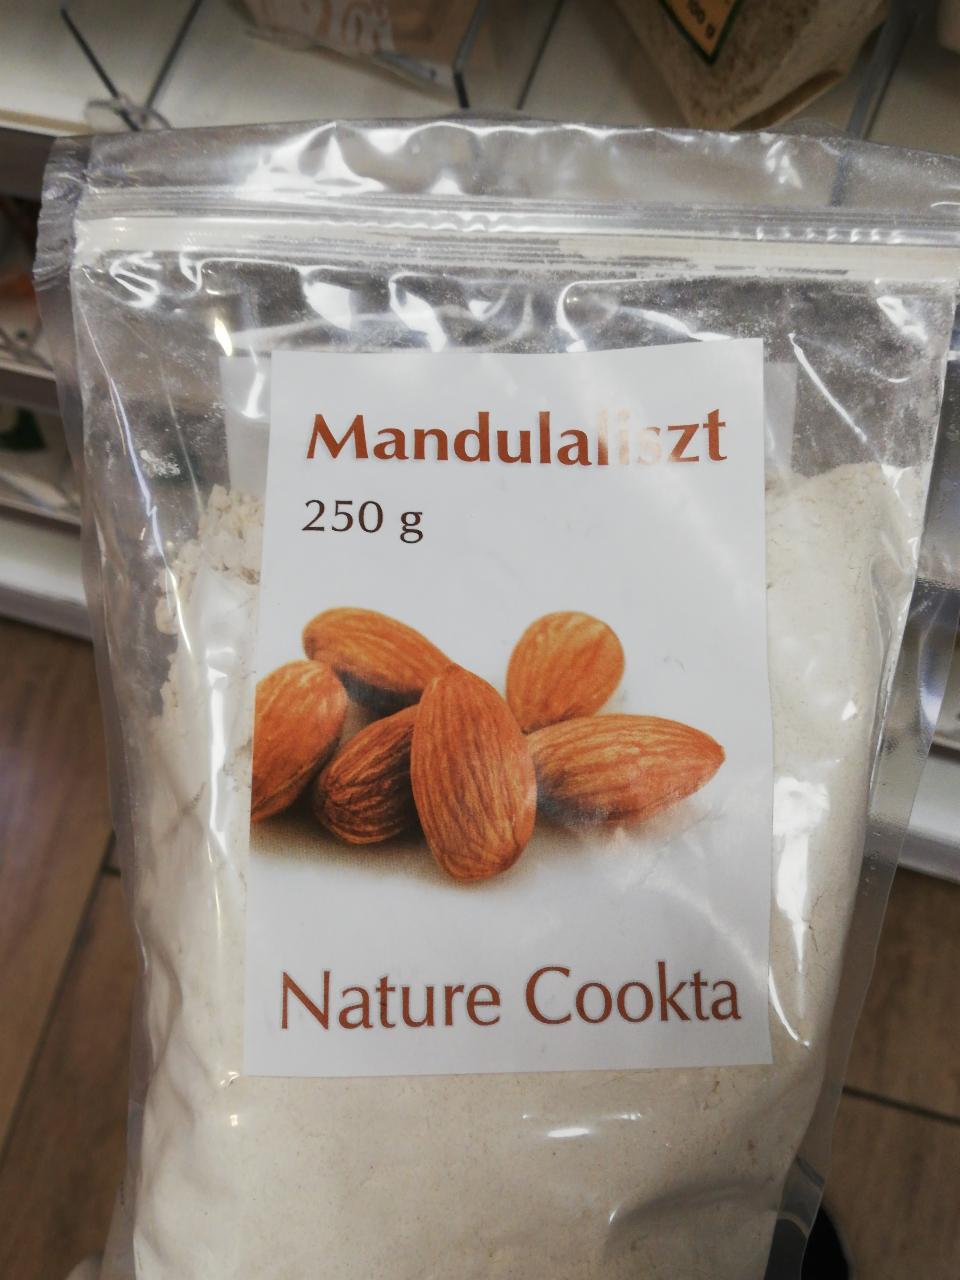 Mandulaliszt
250 g
Nature Cookta